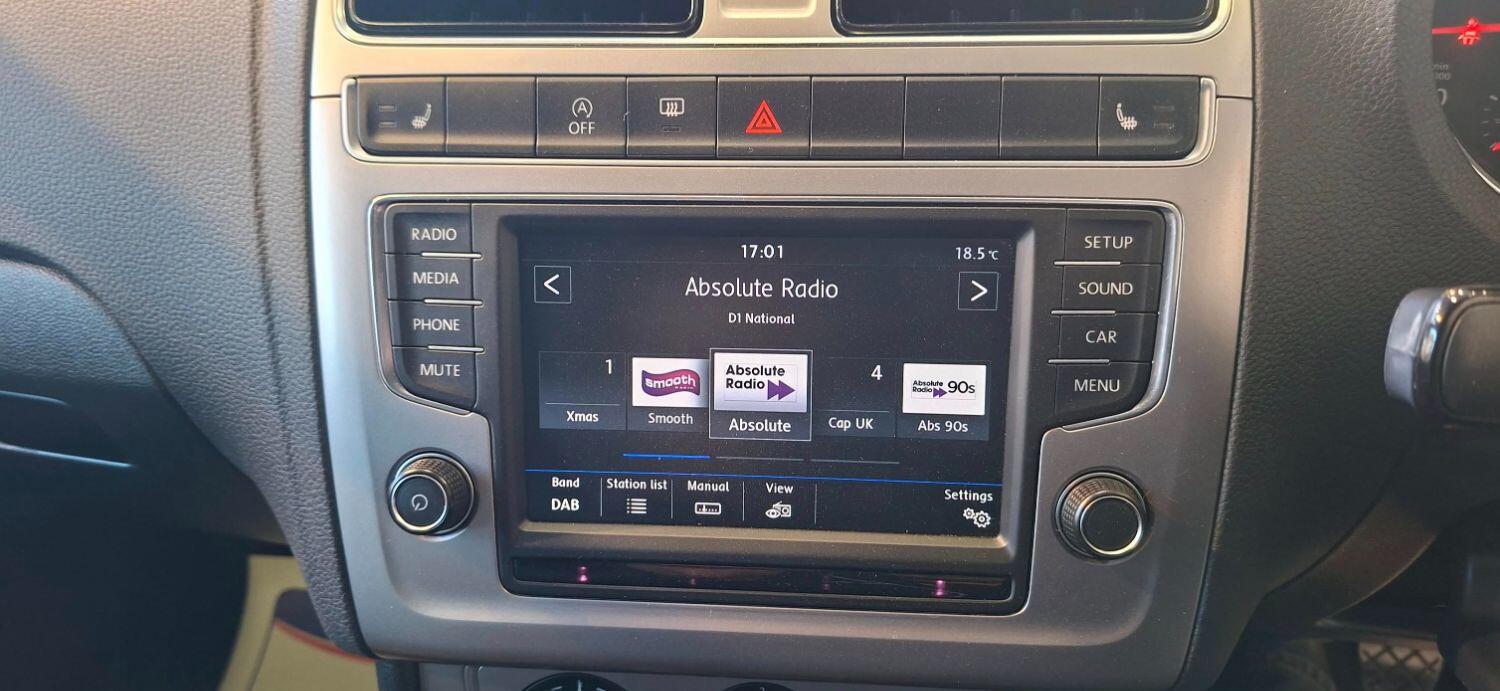 A
OFF
RADIO
MEDIA
PHONE
MUTE
17:01
18.5°C
<
Absolute Radio
>
D1 National
1
Xmas
smooth
RADIO
Smooth
Absolute
Radio
Absolute
4
Cap UK
Absolute
Radio 90s
Abs 90s
Band
DAB
Station list
Manual
View
Settings
SETUP
SOUND
CAR
MENU